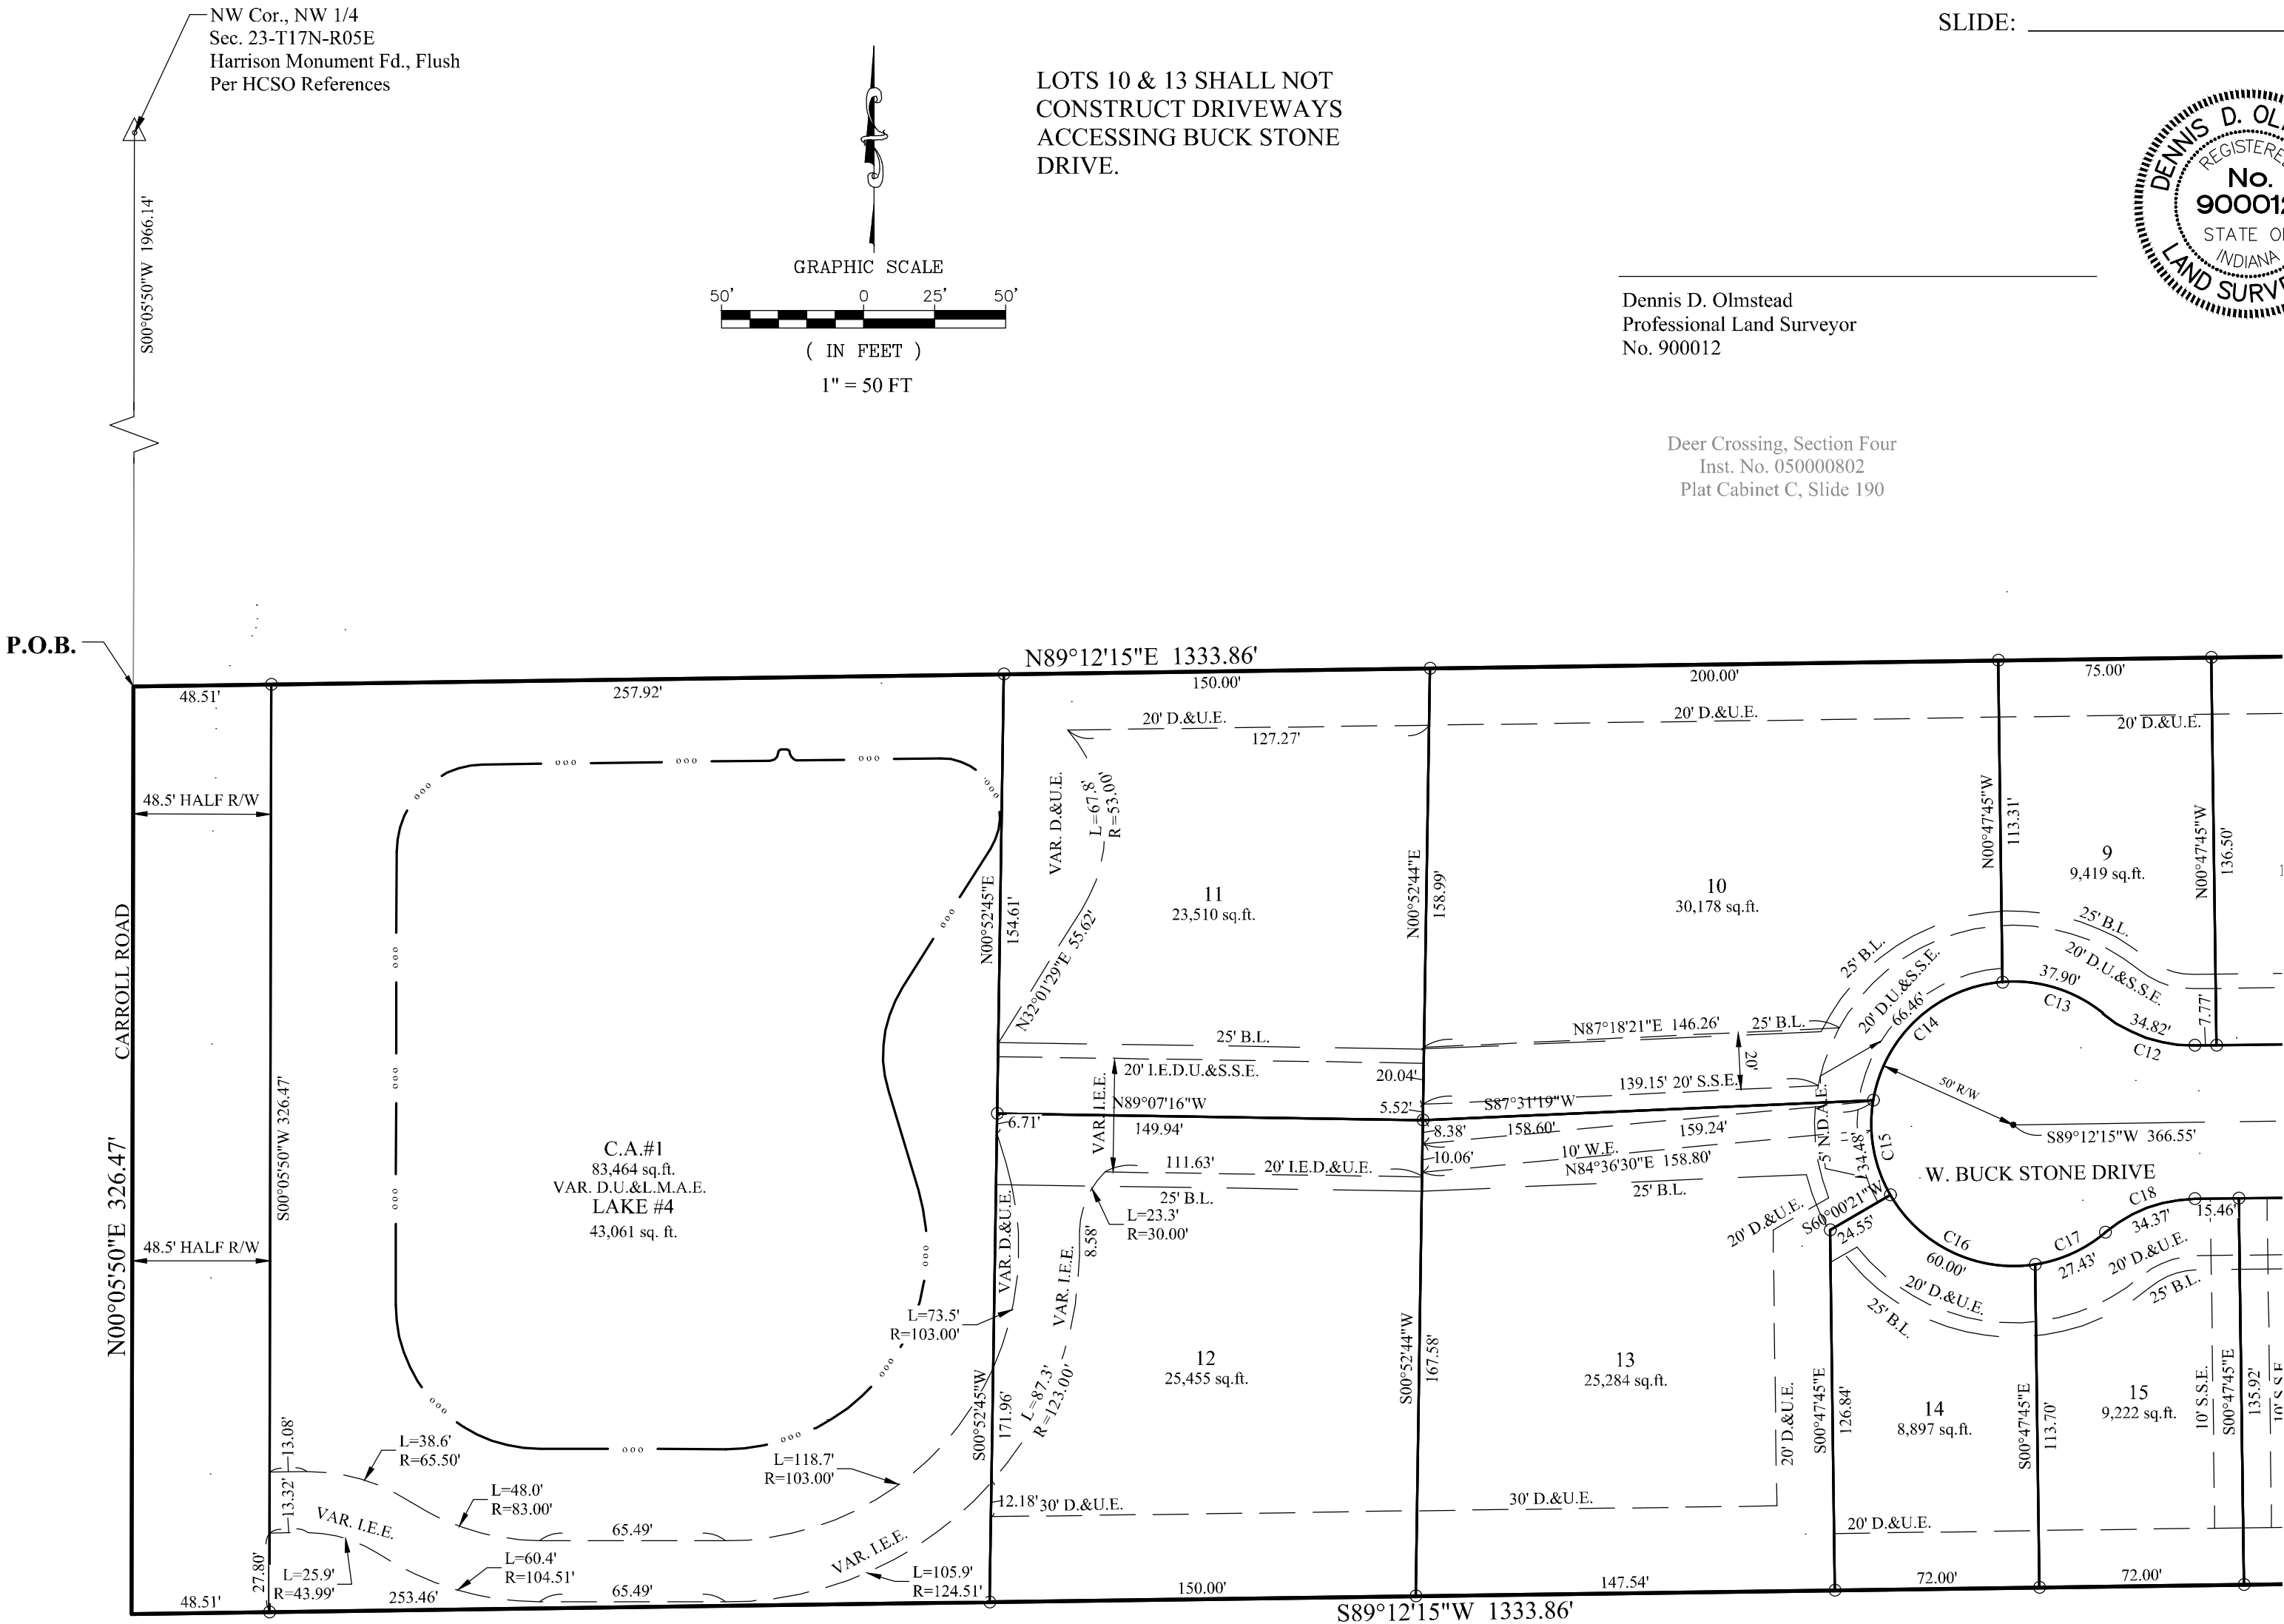 NW Cor., NW 1/4
Sec. 23-T17N-R05E
Harrison Monument Fd., Flush
Per HCSO References
S00°05'50"W 1966.14'
GRAPHIC SCALE
50' 0 25' 50'
( IN FEET )
1" = 50 FT
LOTS 10 & 13 SHALL NOT
CONSTRUCT DRIVEWAYS
ACCESSING BUCK STONE
DRIVE.
SLIDE:
DENNIS D.
No.
STATE
INDIANA
LAND
Dennis D. Olmstead
Professional Land Surveyor
No. 900012
Deer Crossing, Section Four
Inst. No. 050000802
Plat Cabinet C, Slide 190
P.O.B.
N89°12'15"E 1333.86'
48.51'
257.92'
150.00'
200.00'
75.00'
20' D.&U.E.
20' D.&U.E.
20' D.&U.E.
127.27'
48.5' HALF R/W
VAR. D.&U.E.
L=67.8'
R=53.00'
N00°52'45"E
154.61'
N32°01'29"E 55.62'
11
23,510 sq.ft.
N00°52'44"E
158.99'
10
30,178 sq.ft.
N00°47'45"W
113.31'
9
9,419 sq.ft.
N00°47'45"W
136.50'
25' B.L.
25' B.L.
20' D.U.&S.S.E.
20' D.U.&S.S.E.
66.46'
C14
37.90'
C13
34.82'
C12
7.77'
CARROLL ROAD
N00°05'50"E 326.47'
S00°05'50"W 326.47'
25' B.L.
20' I.E.D.U.&S.S.E.
N87°18'21"E 146.26'
25' B.L.
20'
20.04'
139.15' 20' S.S.E.
VAR. I.E.E.
N89°07'16"W
149.94'
6.71'
5.52'
S87°31'19"W
158.60'
8.38'
159.24'
10.06'
10' W.E.
N84°36'30"E 158.80'
111.63'
20' I.E.D.&U.E.
25' B.L.
25' B.L.
5' N.D.A.E.
34.48'
C15
50' R/W
S89°12'15"W 366.55'
W. BUCK STONE DRIVE
C.A.#1
83,464 sq.ft.
VAR. D.U.&L.M.A.E.
LAKE #4
43,061 sq. ft.
48.5' HALF R/W
VAR. D.&U.E.
VAR. I.E.E.
8.58'
L=23.3'
R=30.00'
20' D.&U.E.
S60°00'21"W
24.55'
C16
60.00'
C17
27.43'
C18
34.37'
15.46'
20' D.&U.E.
20' D.&U.E.
25' B.L.
25' B.L.
L=73.5'
R=103.00'
L=87.3'
R=123.00'
S00°52'45"W
171.96'
12
25,455 sq.ft.
S00°52'44"W
167.58'
13
25,284 sq.ft.
20' D.&U.E.
S00°47'45"E
126.84'
14
8,897 sq.ft.
S00°47'45"E
113.70'
15
9,222 sq.ft.
10' S.S.E.
S00°47'45"E
135.92'
10' S.S.E.
13.08'
13.32'
27.80'
L=38.6'
R=65.50'
L=48.0'
R=83.00'
L=118.7'
R=103.00'
VAR. I.E.E.
65.49'
VAR. I.E.E.
12.18' 30' D.&U.E.
30' D.&U.E.
20' D.&U.E.
L=25.9'
R=43.99'
L=60.4'
R=104.51'
L=105.9'
R=124.51'
65.49'
48.51'
253.46'
150.00'
147.54'
72.00'
72.00'
S89°12'15"W 1333.86'